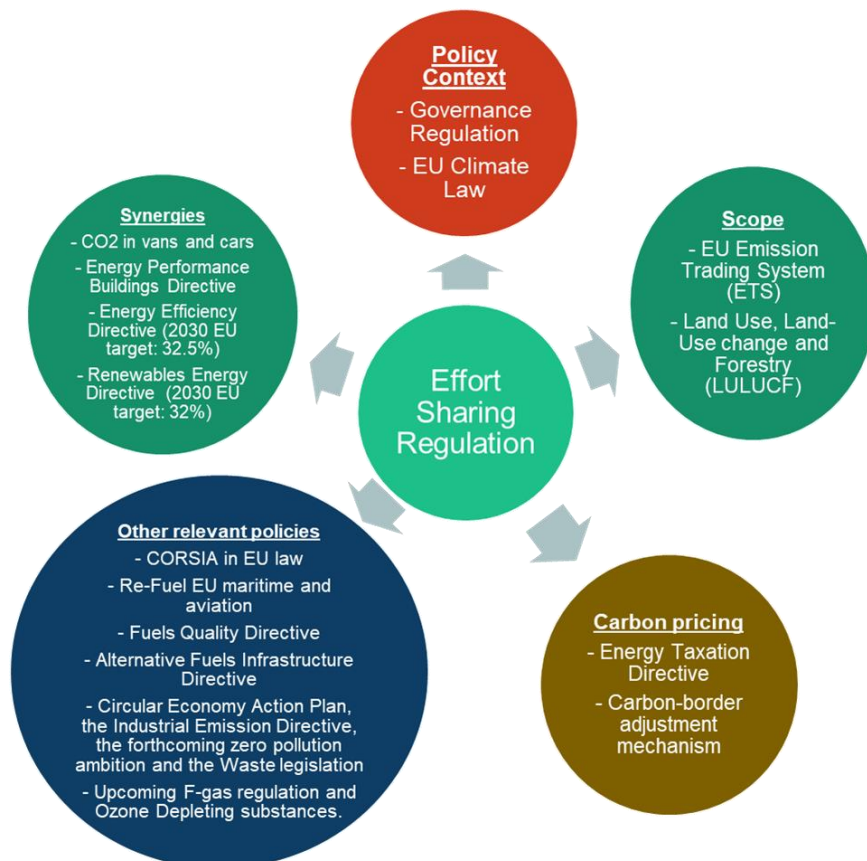 Policy
Context
- Governance
Regulation
- EU Climate
Law
Synergies
- CO2 in vans and cars
- Energy Performance
Buildings Directive
- Energy Efficiency
Directive (2030 EU
target: 32.5%)
- Renewables Energy
Directive (2030 EU
target: 32%)
Scope
- EU Emission
Trading System
(ETS)
- Land Use, Land-
Use change and
Forestry
(LULUCF)
Effort
Sharing
Regulation
Other relevant policies
- CORSIA in EU law
- Re-Fuel EU maritime and
aviation
- Fuels Quality Directive
- Alternative Fuels Infrastructure
Directive
- Circular Economy Action Plan,
the Industrial Emission Directive,
the forthcoming zero pollution
ambition and the Waste legislation
- Upcoming F-gas regulation and
Ozone Depleting substances.
Carbon pricing
- Energy Taxation
Directive
- Carbon-border
adjustment
mechanism